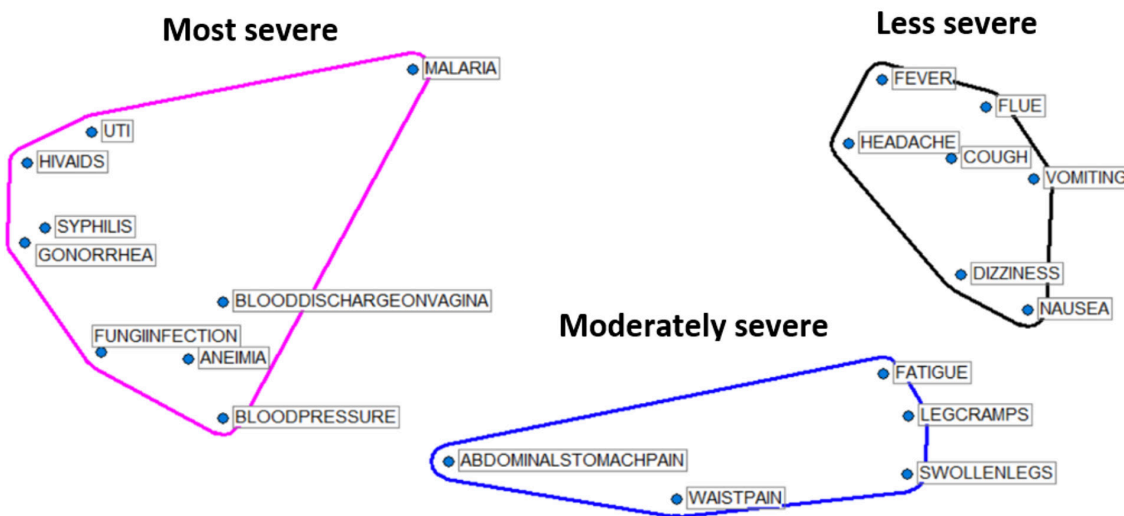 Most severe
MALARIA
UTI
HIVAIDS
SYPHILIS
GONORRHEA
BLOODDISCHARGEONVAGINA
FUNGIINFECTION
ANEIMIA
BLOODPRESSURE
Less severe
FEVER
FLUE
HEADACHE
COUGH
VOMITING
DIZZINESS
NAUSEA
Moderately severe
FATIGUE
LEGCRAMPS
ABDOMINALSTOMACHPAIN
SWOLLENLEGS
WAISTPAIN